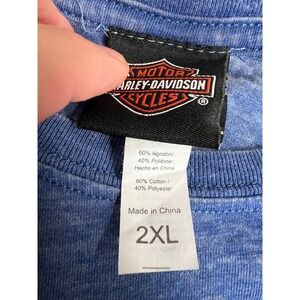 MOTOR
HARLEY-DAVIDSON
CYCLES
®
60% Algodón/
40% Poliéster
Hecho en China
60% Cotton /
40% Polyester
Made in China
2XL